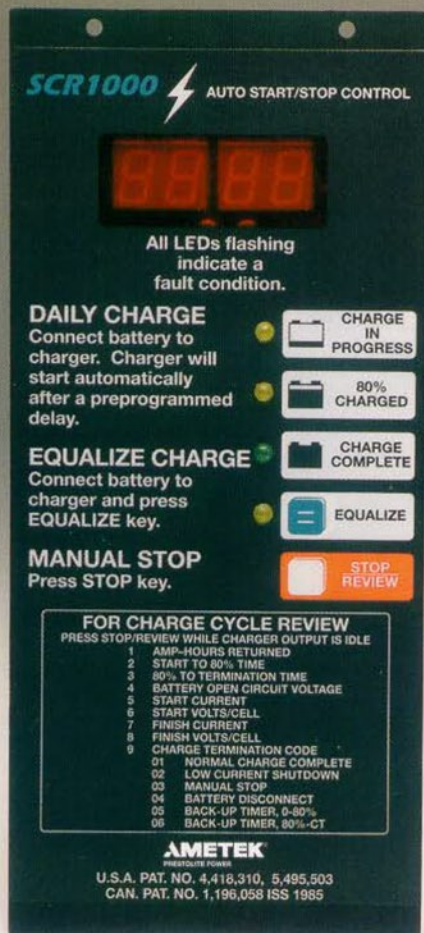 SCR1000 AUTO START/STOP CONTROL
88 88
All LEDs flashing
indicate a
fault condition.
DAILY CHARGE
Connect battery to
charger. Charger will
start automatically
after a preprogrammed
delay.
CHARGE
IN
PROGRESS
80%
CHARGED
EQUALIZE CHARGE
Connect battery to
charger and press
EQUALIZE key.
CHARGE
COMPLETE
EQUALIZE
MANUAL STOP
Press STOP key.
STOP
REVIEW
FOR CHARGE CYCLE REVIEW
PRESS STOP/REVIEW WHILE CHARGER OUTPUT IS IDLE
1 AMP-HOURS RETURNED
2 START TO 80% TIME
3 80% TO TERMINATION TIME
4 BATTERY OPEN CIRCUIT VOLTAGE
5 START CURRENT
6 START VOLTS/CELL
7 FINISH CURRENT
8 FINISH VOLTS/CELL
9 CHARGE TERMINATION CODE
01 NORMAL CHARGE COMPLETE
02 LOW CURRENT SHUTDOWN
03 MANUAL STOP
04 BATTERY DISCONNECT
05 BACK-UP TIMER, 0-80%
06 BACK-UP TIMER, 80%-CT
AMETEK
PRESTOLITE POWER
U.S.A. PAT. NO. 4,418,310, 5,495,503
CAN. PAT. NO. 1,196,058 ISS 1985